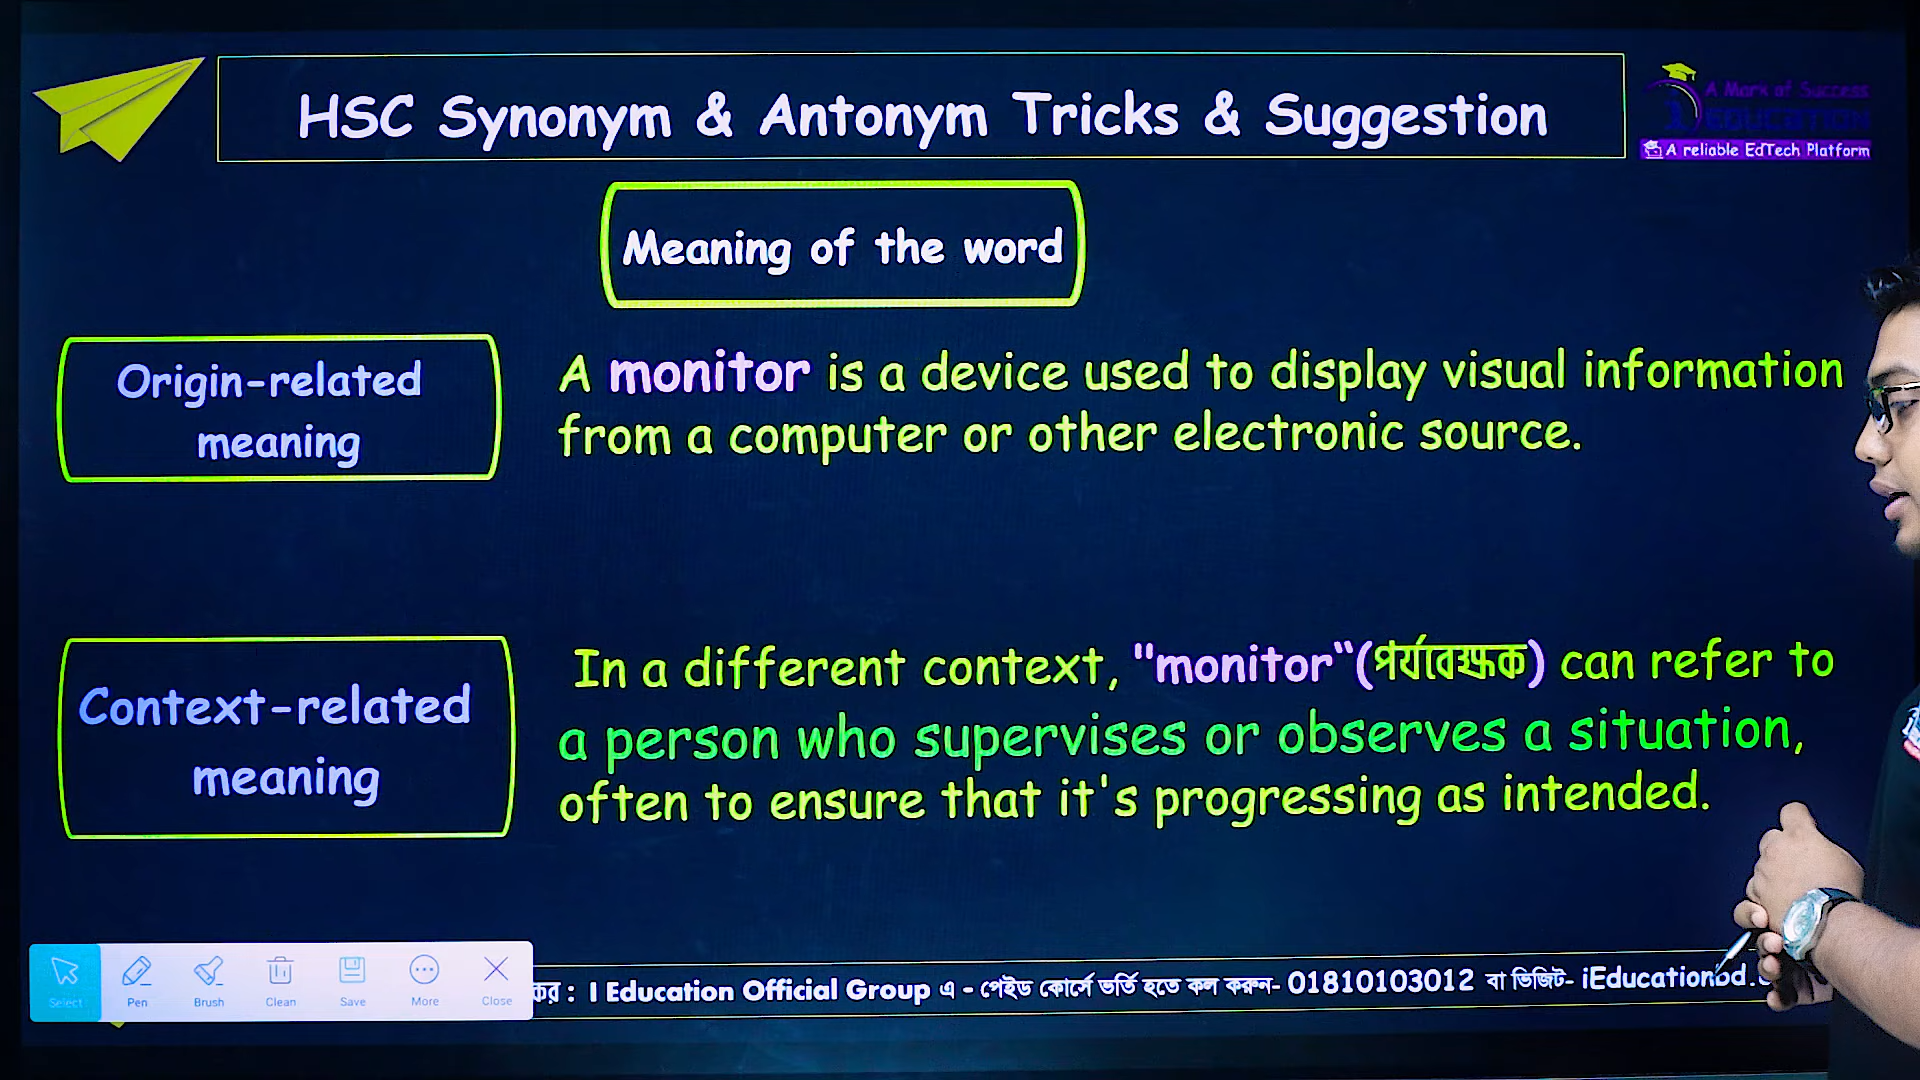 HSC Synonym & Antonym Tricks & Suggestion
A Mark of Success
EDUCATION
A reliable EdTech Platform
Meaning of the word
Origin-related
meaning
A monitor is a device used to display visual information
from a computer or other electronic source.
Context-related
meaning
In a different context, "monitor“(পর্যবেক্ষক) can refer to
a person who supervises or observes a situation,
often to ensure that it's progressing as intended.
Select Pen Brush Clean Save More Close
: I Education Official Group এ - পেইড কোর্সে ভর্তি হতে কল করুন- 01810103012 বা ভিজিট- iEducationbd.